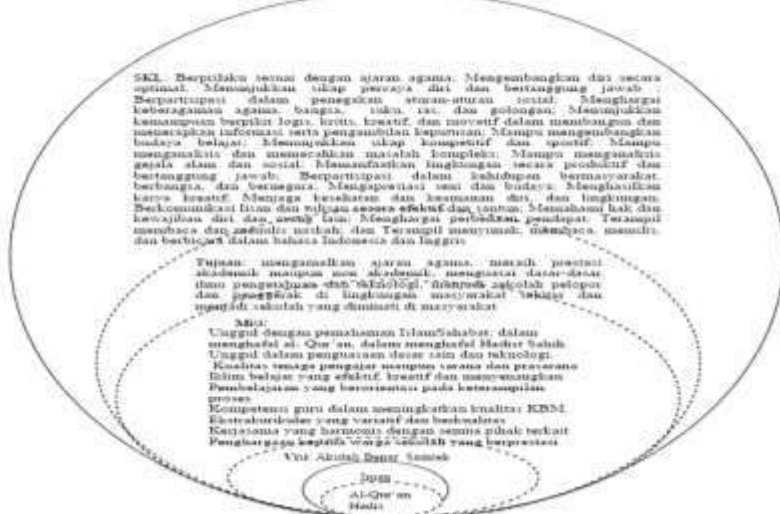 SKL. Berprilaku sesuai dengan ajaran agama; Mengembangkan diri secara
optimal; Menunjukkan sikap percaya diri dan bertanggung jawab ;
Berpartisipasi dalam penegakan aturan-aturan sosial; Menghargai
keberagaman agama, bangsa, suku, ras, dan golongan; Menunjukkan
kemampuan berpikir logis, kritis, kreatif, dan inovatif dalam membangun dan
menerapkan informasi serta pengambilan keputusan; Mampu mengembangkan
budaya belajar; Menunjukkan sikap kompetitif dan sportif; Mampu
menganalisis dan memecahkan masalah kompleks; Mampu menganalisis
gejala alam dan sosial; Memanfaatkan lingkungan secara produktif dan
bertanggung jawab; Berpartisipasi dalam kehidupan bermasyarakat,
berbangsa, dan bernegara; Mengapresiasi seni dan budaya; Menghasilkan
karya kreatif; Menjaga kesehatan dan keamanan diri, dan lingkungan;
Berkomunikasi lisan dan tulisan secara efektif dan santun; Memahami hak dan
kewajiban diri dan orang lain; Menghargai perbedaan pendapat; Terampil
membaca dan menulis naskah; dan Terampil menyimak, membaca, menulis,
dan berbicara dalam bahasa Indonesia dan Inggris
Tujuan: mengamalkan ajaran agama, meraih prestasi
akademik maupun non akademik, menguasai dasar-dasar
ilmu pengetahuan dan teknologi, menjadi sekolah pelopor
dan penggerak di lingkungan masyarakat sekitar dan
menjadi sekolah yang diminati di masyarakat
Misi:
Unggul dengan pemahaman Islam/Sahabat, dalam
menghafal al- Qur'an, dalam menghafal Hadist Sahih
Unggul dalam penguasaan dasar sain dan teknologi.
Kualitas tenaga pengajar maupun sarana dan prasarana
Iklim belajar yang efektif, kreatif dan menyenangkan
Pembelajaran yang berorientasi pada keterampilan
proses
Kompetensi guru dalam meningkatkan kualitas KBM
Ekstrakurikuler yang variatif dan berkualitas
Kerjasama yang harmonis dengan semua pihak terkait
Penghargaan kepada warga sekolah yang berprestasi
Visi: Akidah Benar,
Al-Qur'an
Hadis